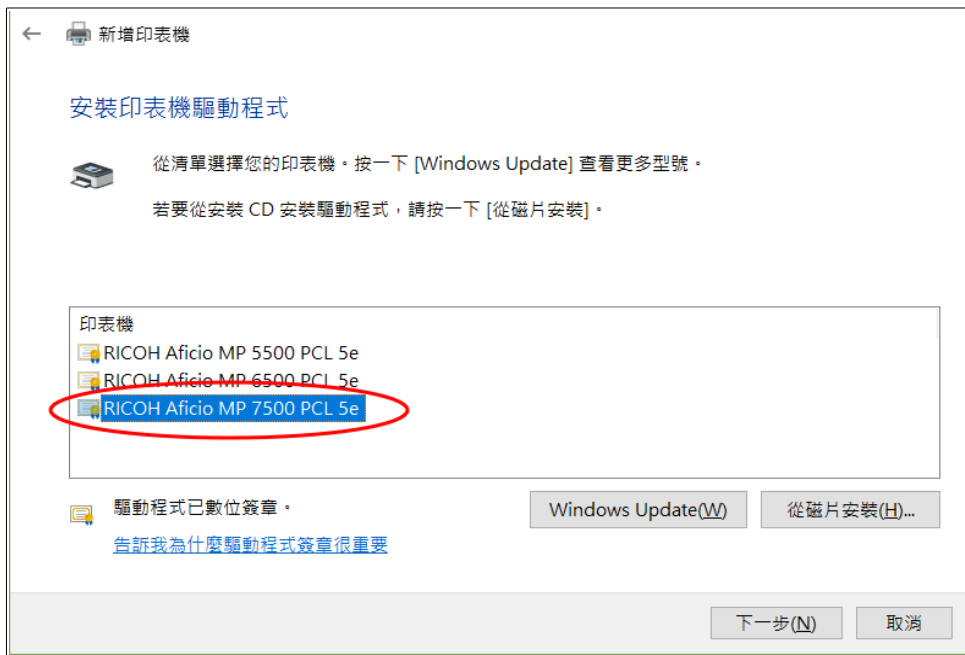 新增印表機
安裝印表機驅動程式
從清單選擇您的印表機。按一下 [Windows Update] 查看更多型號。
若要從安裝 CD 安裝驅動程式，請按一下 [從磁片安裝]。
印表機
RICOH Aficio MP 5500 PCL 5e
RICOH Aficio MP 6500 PCL 5e
RICOH Aficio MP 7500 PCL 5e
驅動程式已數位簽章。
Windows Update(W)
從磁片安裝(H)...
告訴我為什麼驅動程式簽章很重要
下一步(N)
取消